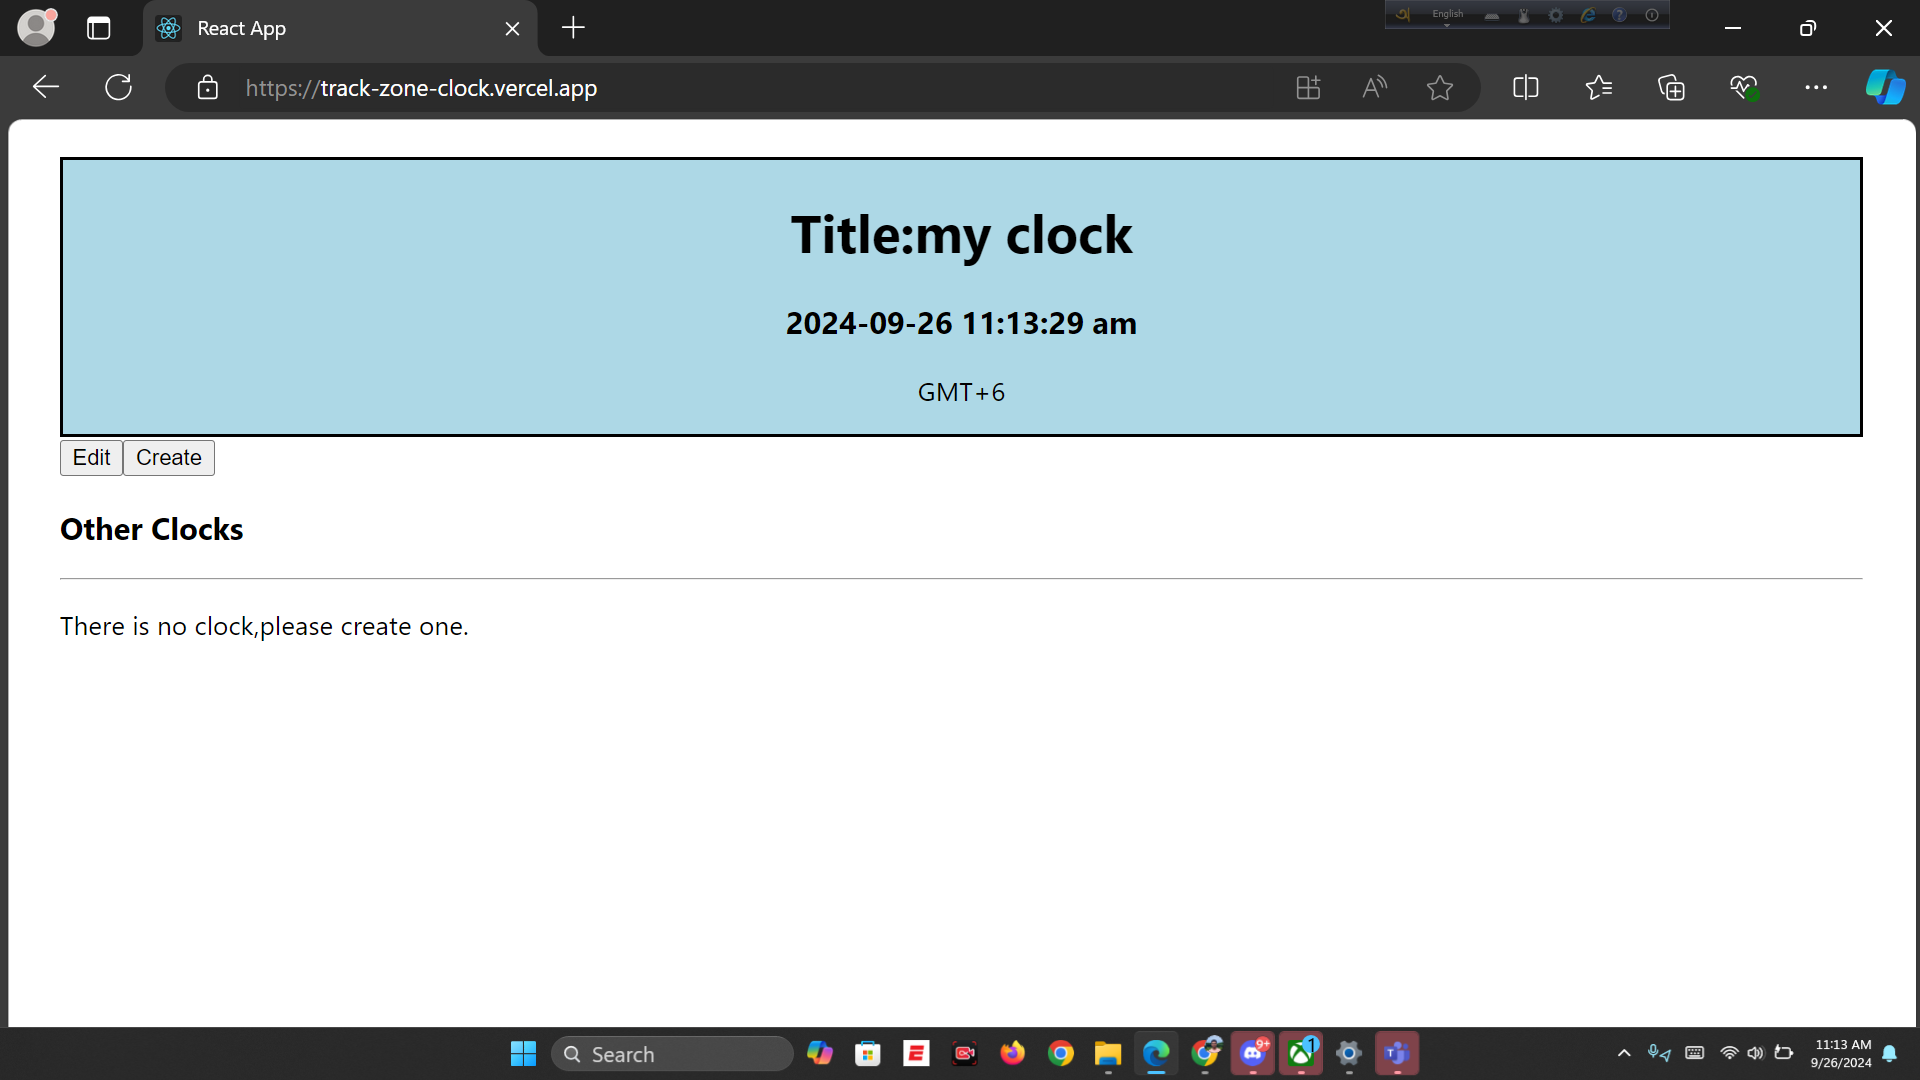 React App
English
https://track-zone-clock.vercel.app
Title:my clock
2024-09-26 11:13:29 am
GMT+6
Edit Create
Other Clocks
There is no clock,please create one.
Search
9+
1
11:13 AM
9/26/2024